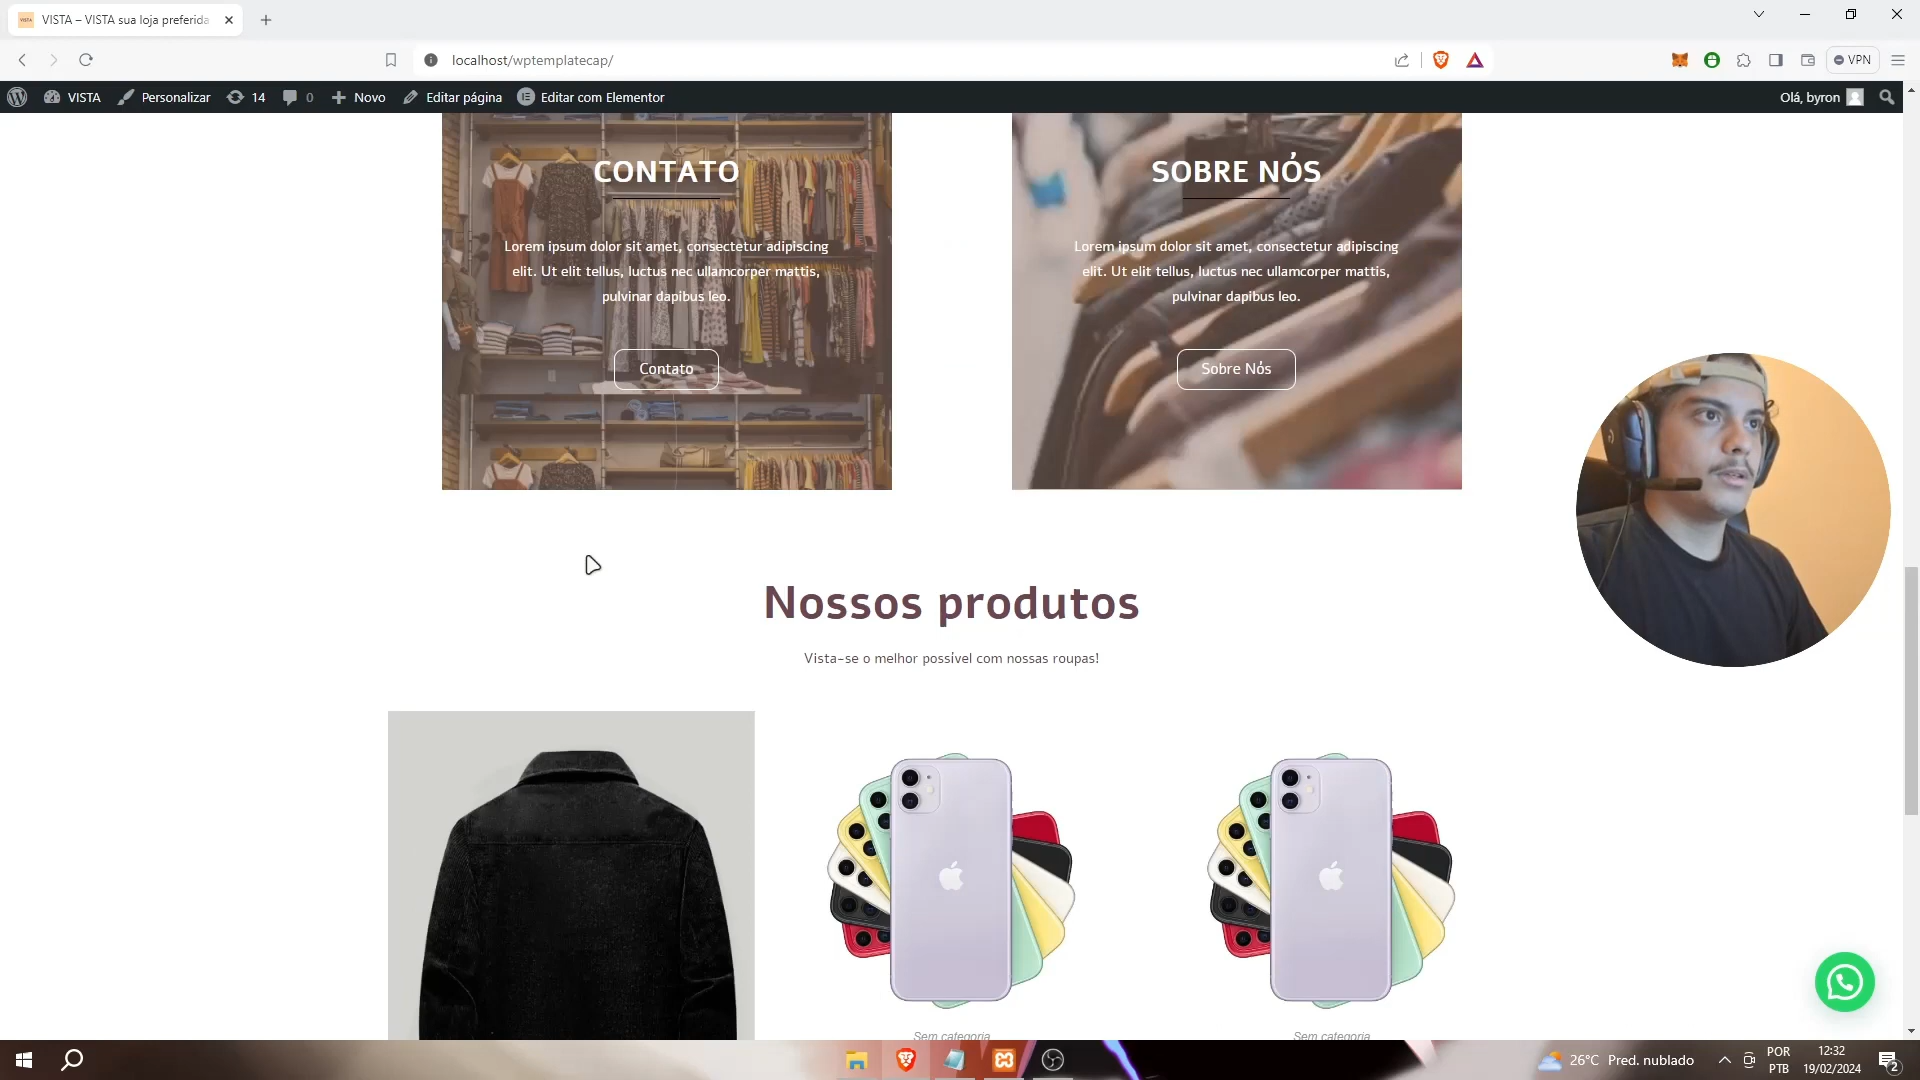 VISTA – VISTA sua loja preferida
localhost/wptemplatecap/
VPN
VISTA
Personalizar
14
0
Novo
Editar página
Editar com Elementor
Olá, byron
CONTATO
Lorem ipsum dolor sit amet, consectetur adipiscing
elit. Ut elit tellus, luctus nec ullamcorper mattis,
pulvinar dapibus leo.
Contato
SOBRE NÓS
Lorem ipsum dolor sit amet, consectetur adipiscing
elit. Ut elit tellus, luctus nec ullamcorper mattis,
pulvinar dapibus leo.
Sobre Nós
Nossos produtos
Vista-se o melhor possível com nossas roupas!
Sem categoria
Sem categoria
26°C Pred. nublado
POR
PTB
12:32
19/02/2024
2